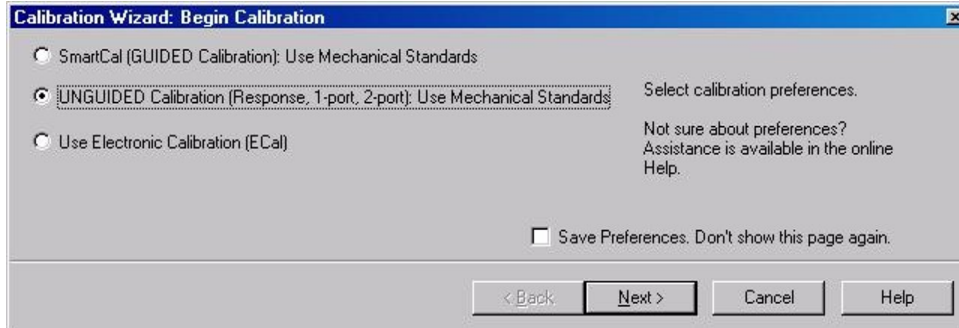 Calibration Wizard: Begin Calibration
SmartCal (GUIDED Calibration): Use Mechanical Standards
UNGUIDED Calibration (Response, 1-port, 2-port): Use Mechanical Standards
Use Electronic Calibration (ECal)
Select calibration preferences.
Not sure about preferences?
Assistance is available in the online
Help.
Save Preferences. Don't show this page again.
< Back
Next >
Cancel
Help